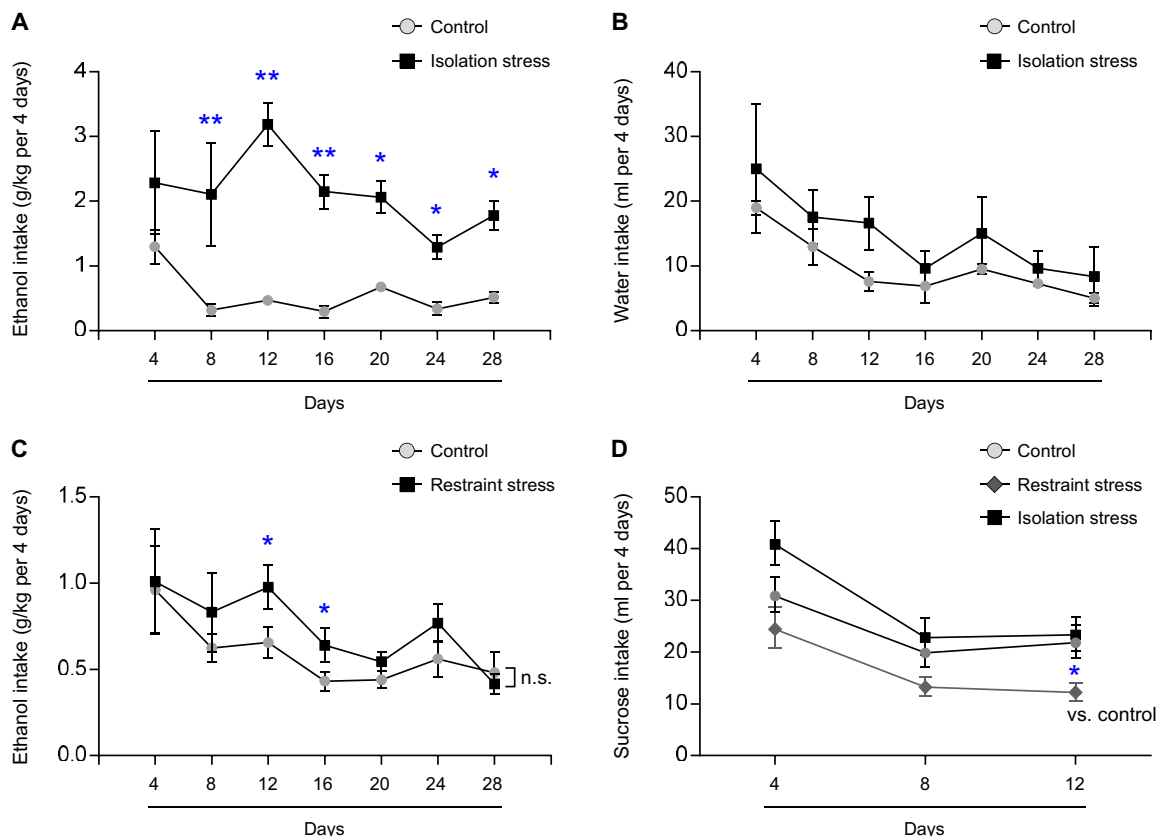 A
Control
Isolation stress
Ethanol intake (g/kg per 4 days)
4
3
2
1
0
**
**
**
*
*
*
4 8 12 16 20 24 28
Days
B
Control
Isolation stress
Water intake (ml per 4 days)
40
30
20
10
0
4 8 12 16 20 24 28
Days
C
Control
Restraint stress
Ethanol intake (g/kg per 4 days)
1.5
1.0
0.5
0.0
*
*
n.s.
4 8 12 16 20 24 28
Days
D
Control
Restraint stress
Isolation stress
Sucrose intake (ml per 4 days)
50
40
30
20
10
0
*
vs. control
4 8 12
Days